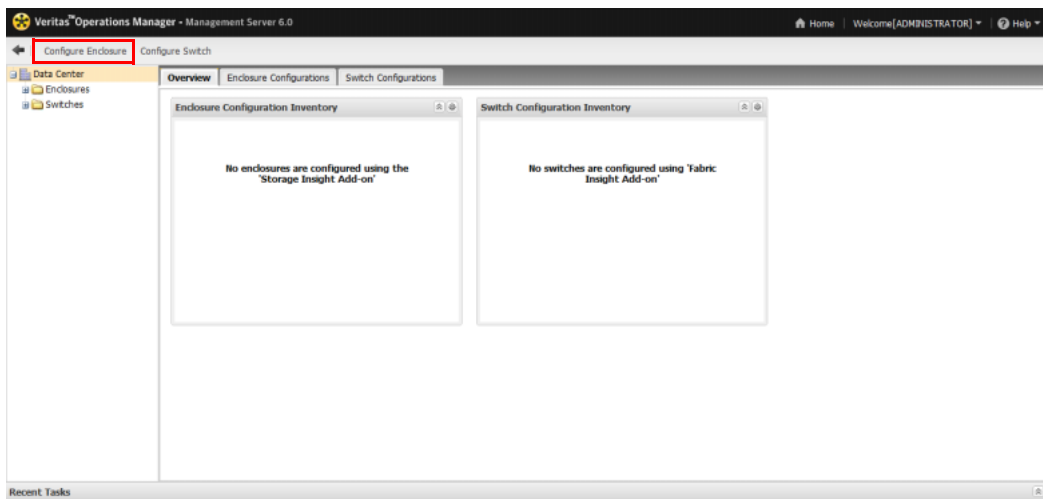 Veritas™Operations Manager - Management Server 6.0
Home
Welcome[ADMINISTRATOR]
Help
Configure Enclosure
Configure Switch
Data Center
Enclosures
Switches
Overview
Enclosure Configurations
Switch Configurations
Enclosure Configuration Inventory
No enclosures are configured using the
'Storage Insight Add-on'
Switch Configuration Inventory
No switches are configured using 'Fabric
Insight Add-on'
Recent Tasks